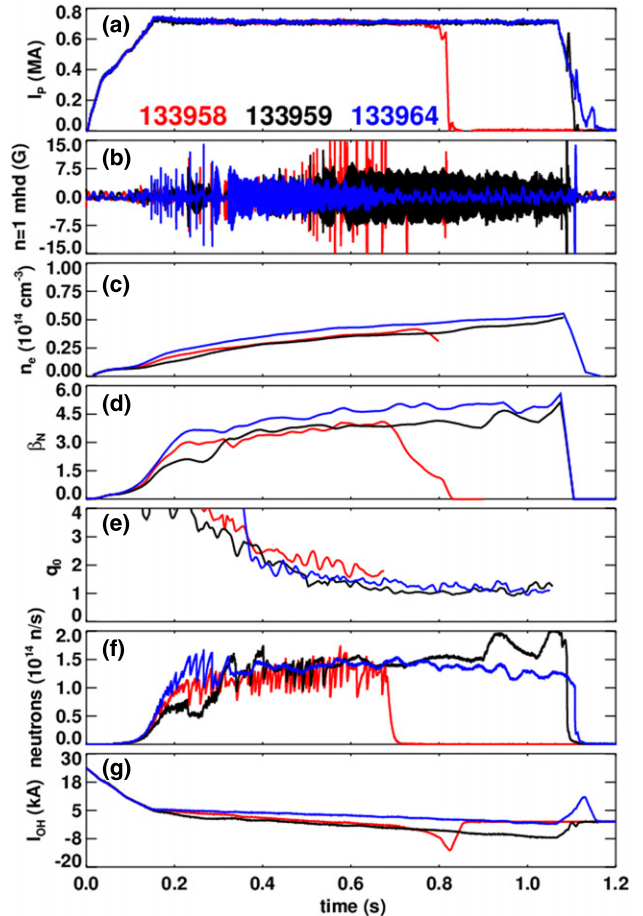 (a)
I_P (MA)
0.8
0.6
0.4
0.2
0.0
133958 133959 133964
(b)
n=1 mhd (G)
15.0
7.5
0.0
-7.5
-15.0
(c)
n_e (10^14 cm^-3)
1.00
0.75
0.50
0.25
0.00
(d)
β_N
6.0
4.5
3.0
1.5
0.0
(e)
q_0
4
3
2
1
0
(f)
neutrons (10^14 n/s)
2.0
1.5
1.0
0.5
0.0
(g)
I_OH (kA)
30
18
5
-8
-20
0.0 0.2 0.4 0.6 0.8 1.0 1.2
time (s)